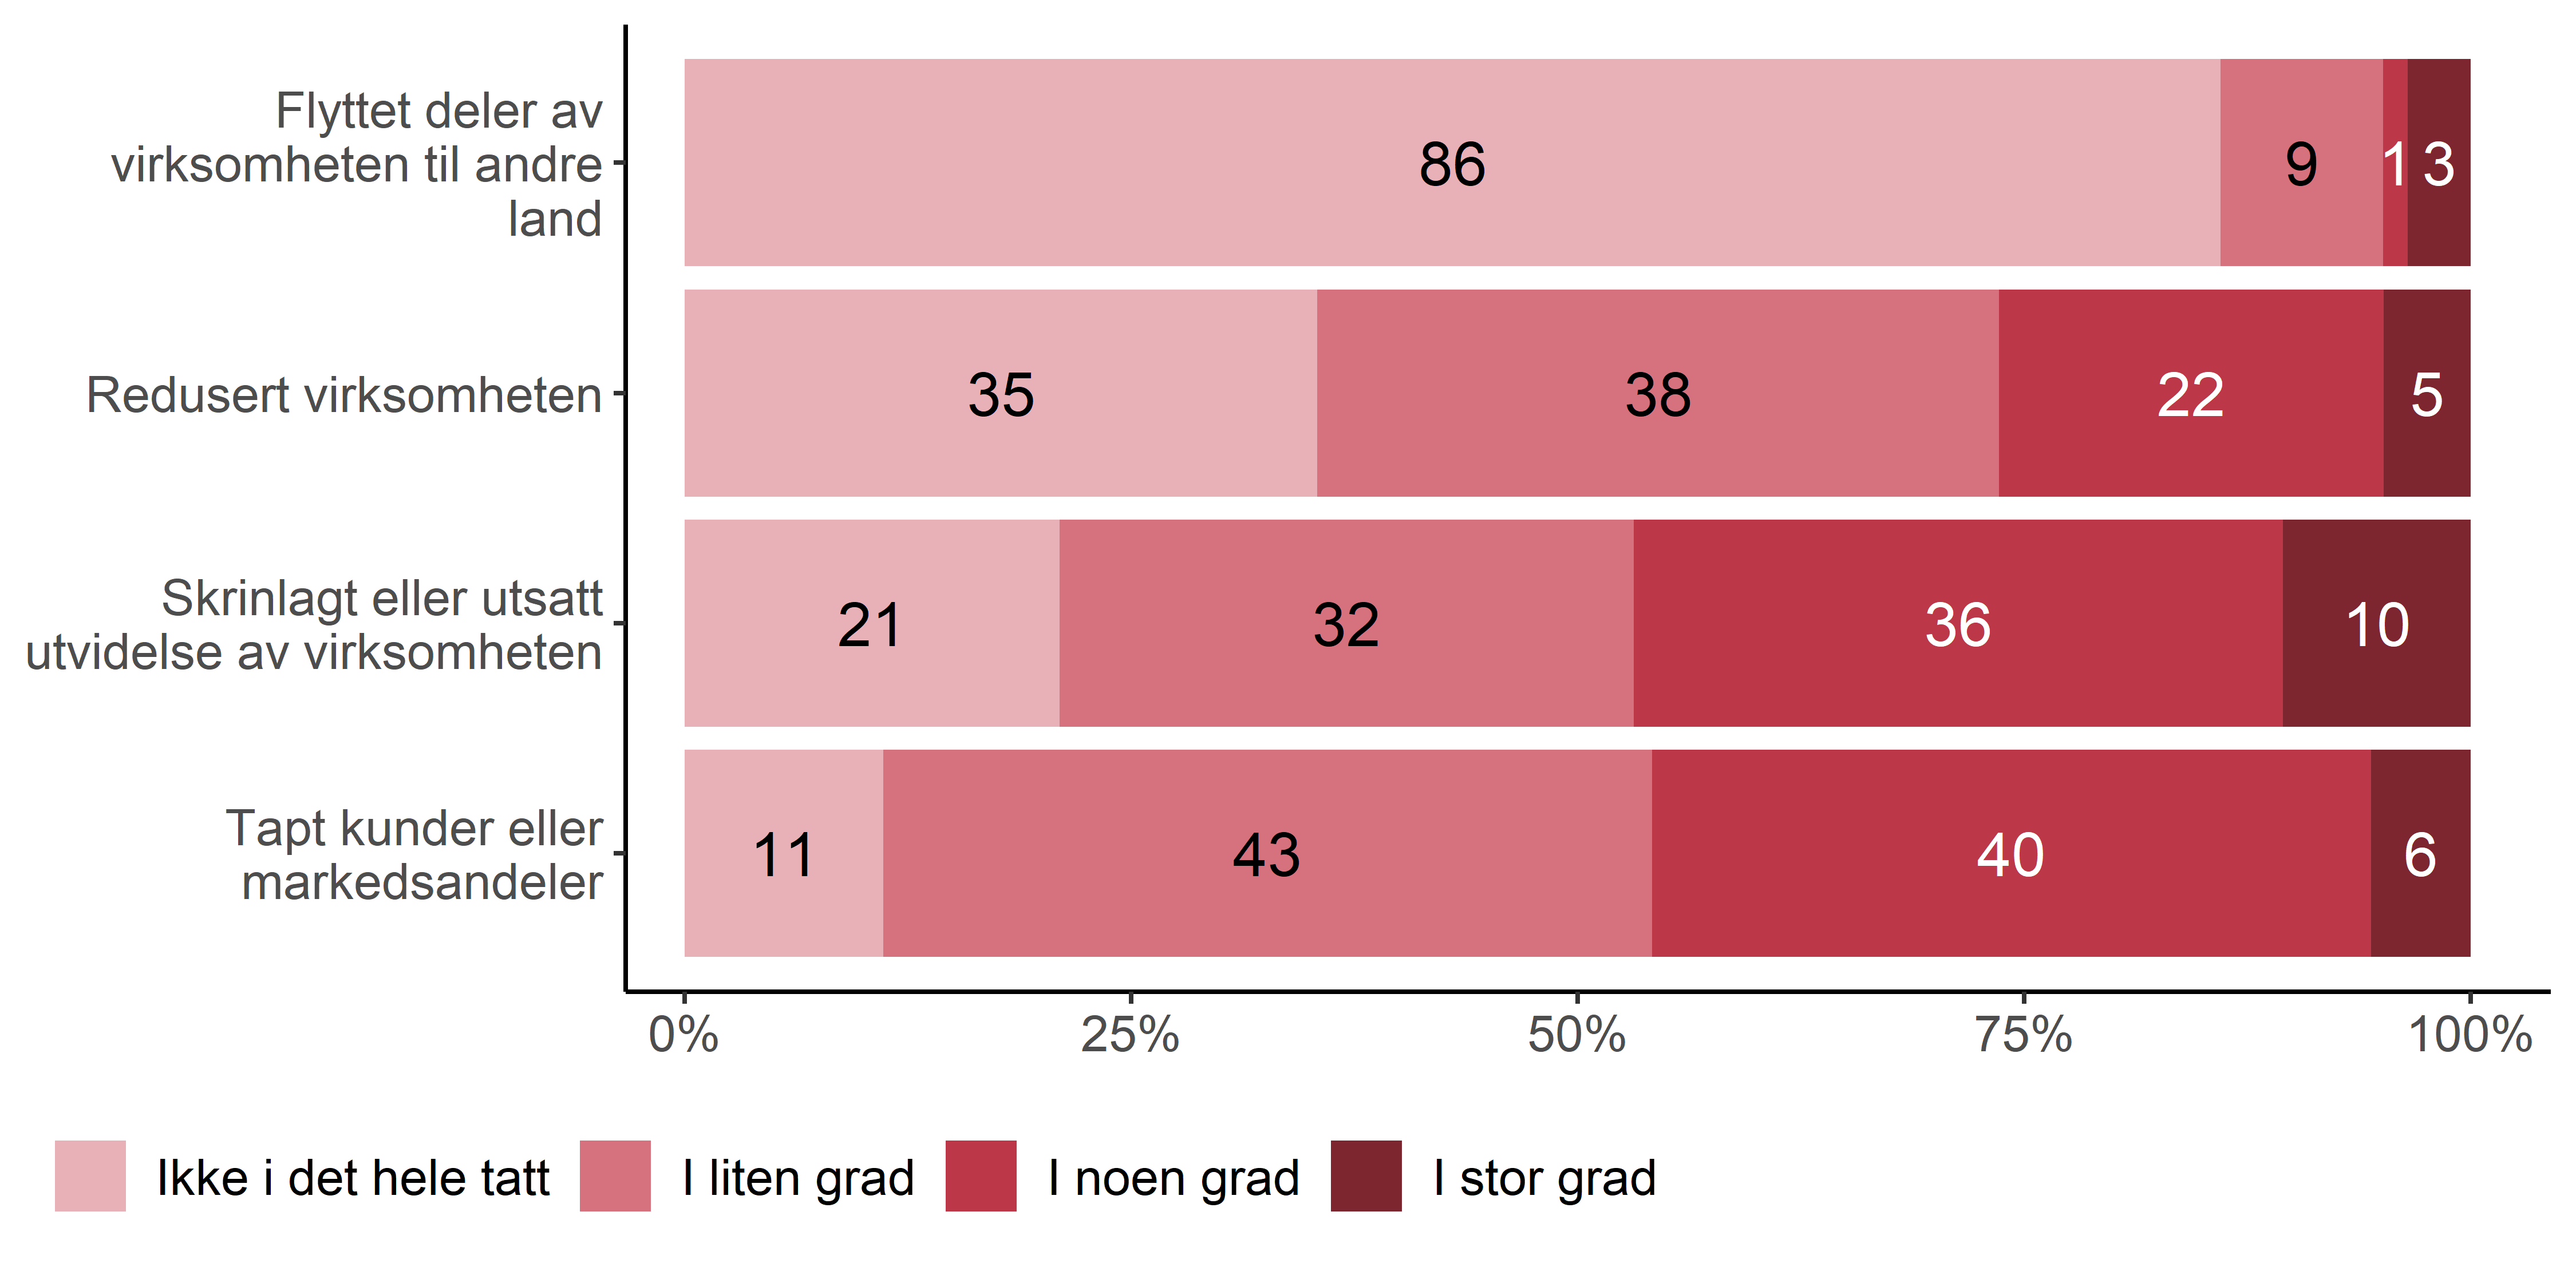 Flyttet deler av
virksomheten til andre
land
86 9 1 3
Redusert virksomheten
35 38 22 5
Skrinlagt eller utsatt
utvidelse av virksomheten
21 32 36 10
Tapt kunder eller
markedsandeler
11 43 40 6
0% 25% 50% 75% 100%
Ikke i det hele tatt I liten grad I noen grad I stor grad